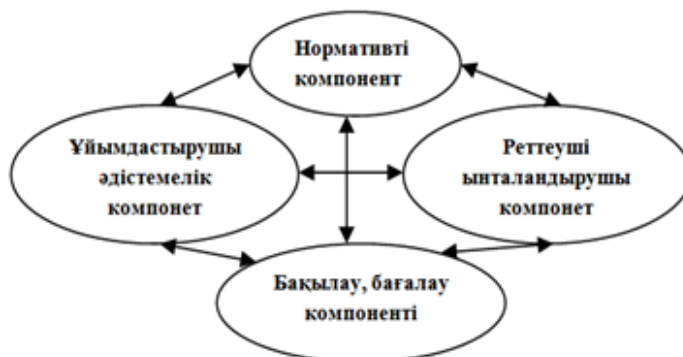 Нормативті
компонент
Ұйымдастырушы
әдістемелік
компонет
Реттеуші
ынталандырушы
компонет
Бақылау, бағалау
компоненті